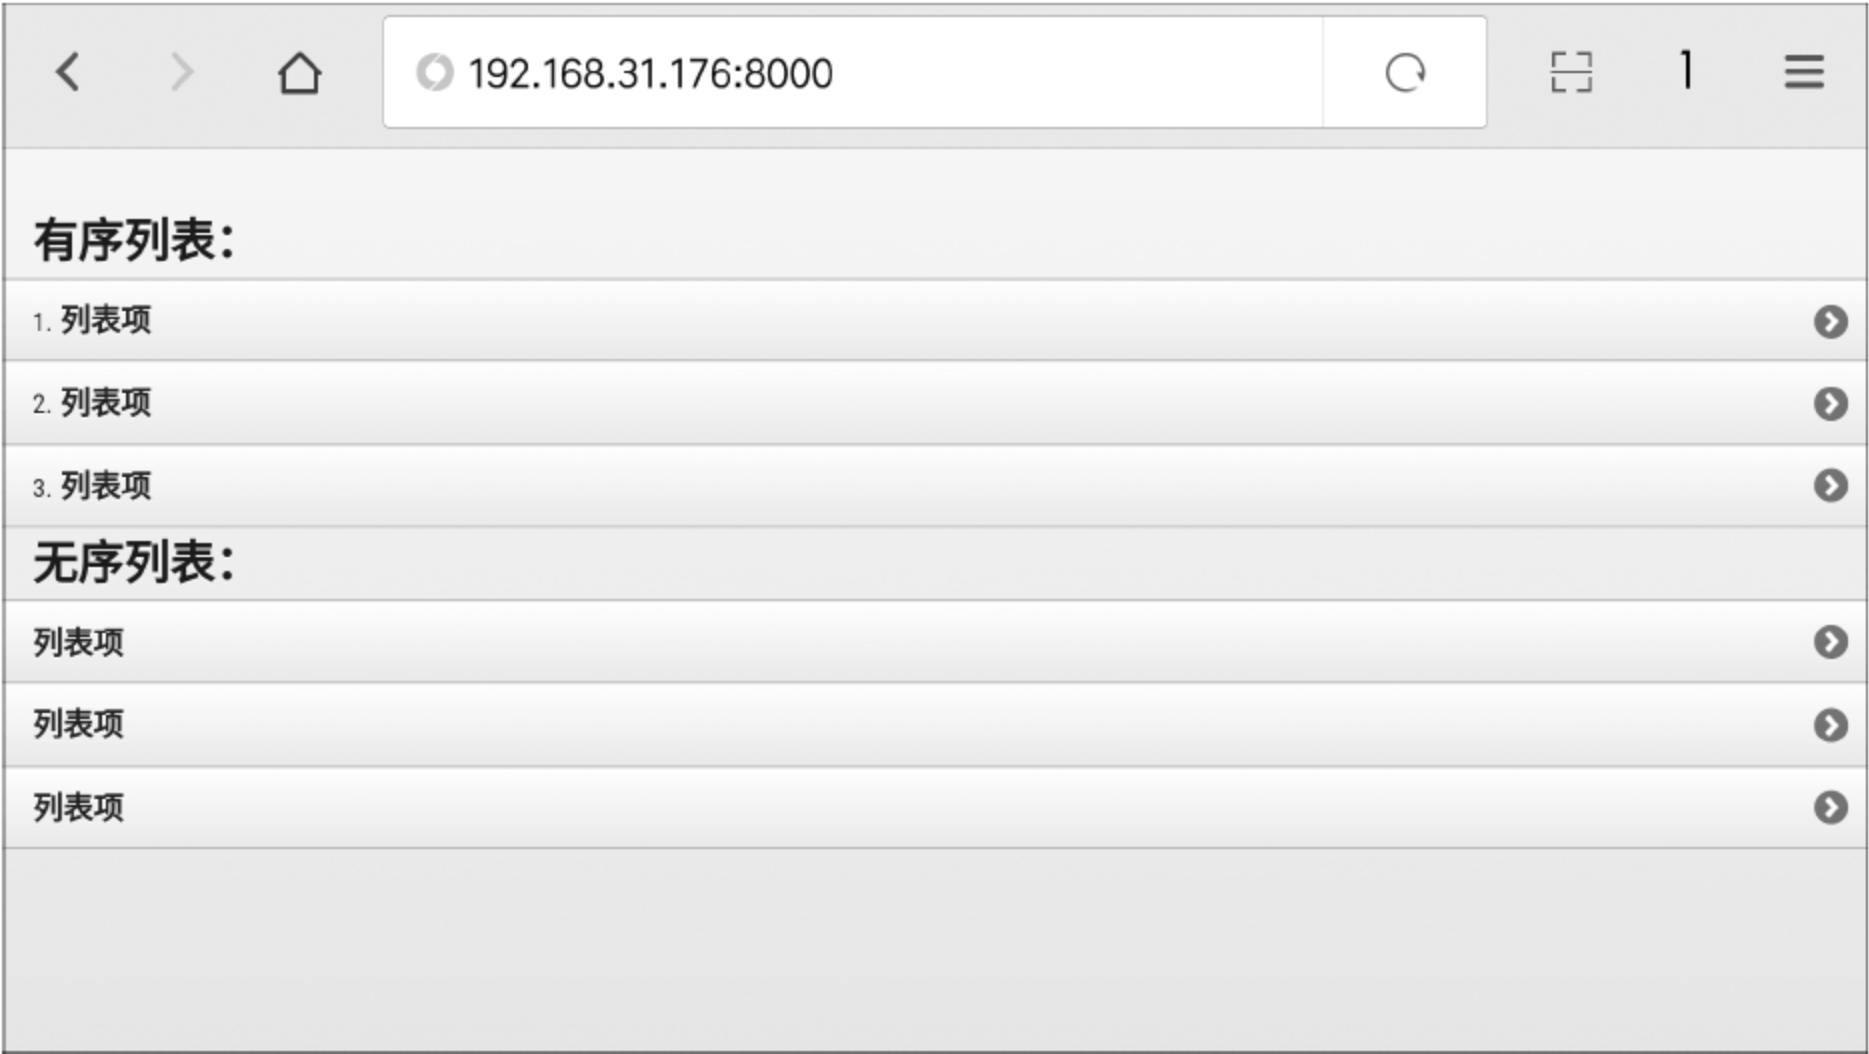 192.168.31.176:8000
1
有序列表：
1. 列表项
2. 列表项
3. 列表项
无序列表：
列表项
列表项
列表项